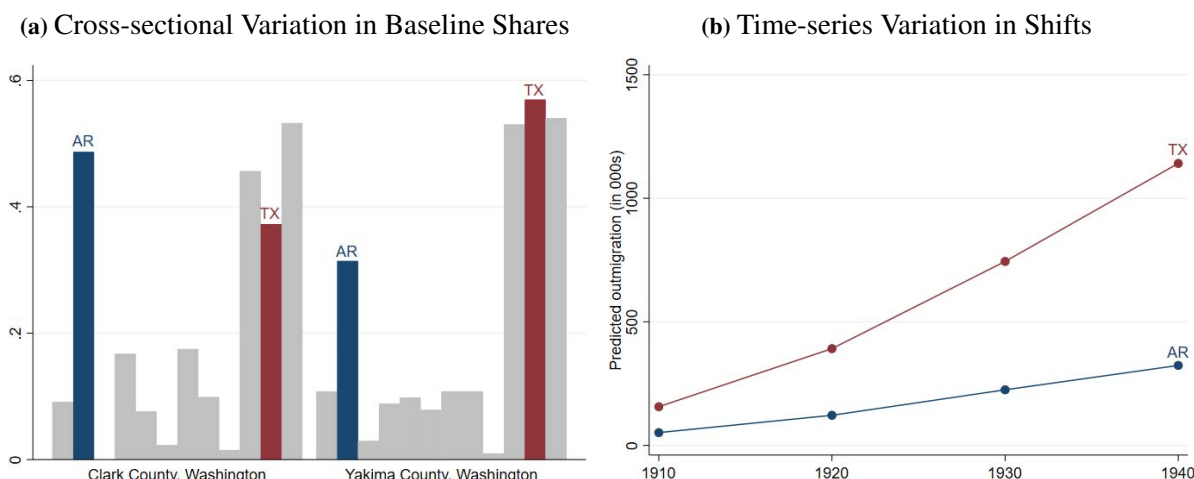 (a) Cross-sectional Variation in Baseline Shares
.6
.4
.2
0
AR
TX
AR
TX
Clark County, Washington
Yakima County, Washington
(b) Time-series Variation in Shifts
Predicted outmigration (in 000s)
1500
1000
500
0
TX
AR
1910
1920
1930
1940